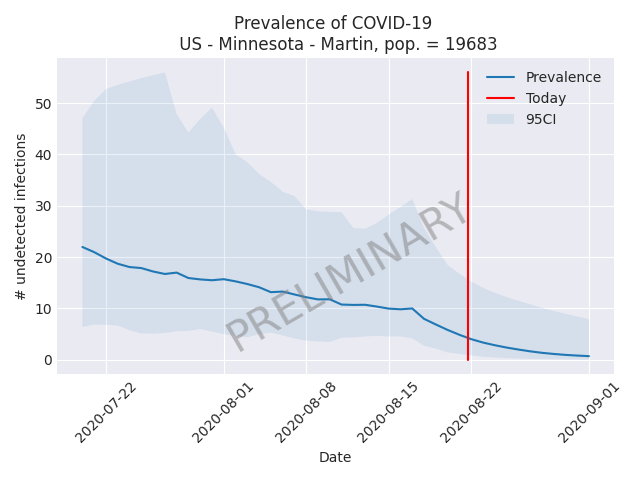 Prevalence of COVID-19
US - Minnesota - Martin, pop. = 19683
Prevalence
Today
95CI
# undetected infections
50
40
30
20
10
0
PRELIMINARY
2020-07-22
2020-08-01
2020-08-08
2020-08-15
2020-08-22
2020-09-01
Date